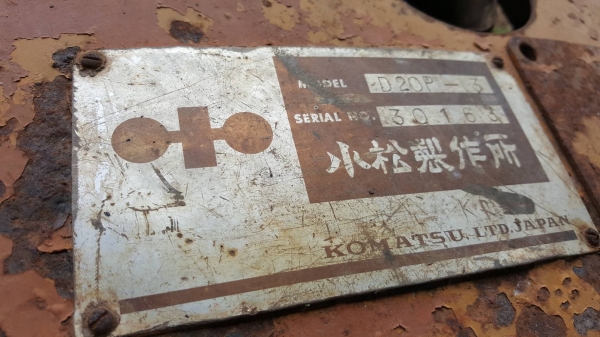 MODEL D20P-3
SERIAL NO. 30163
小松製作所
KOMATSU, LTD. JAPAN